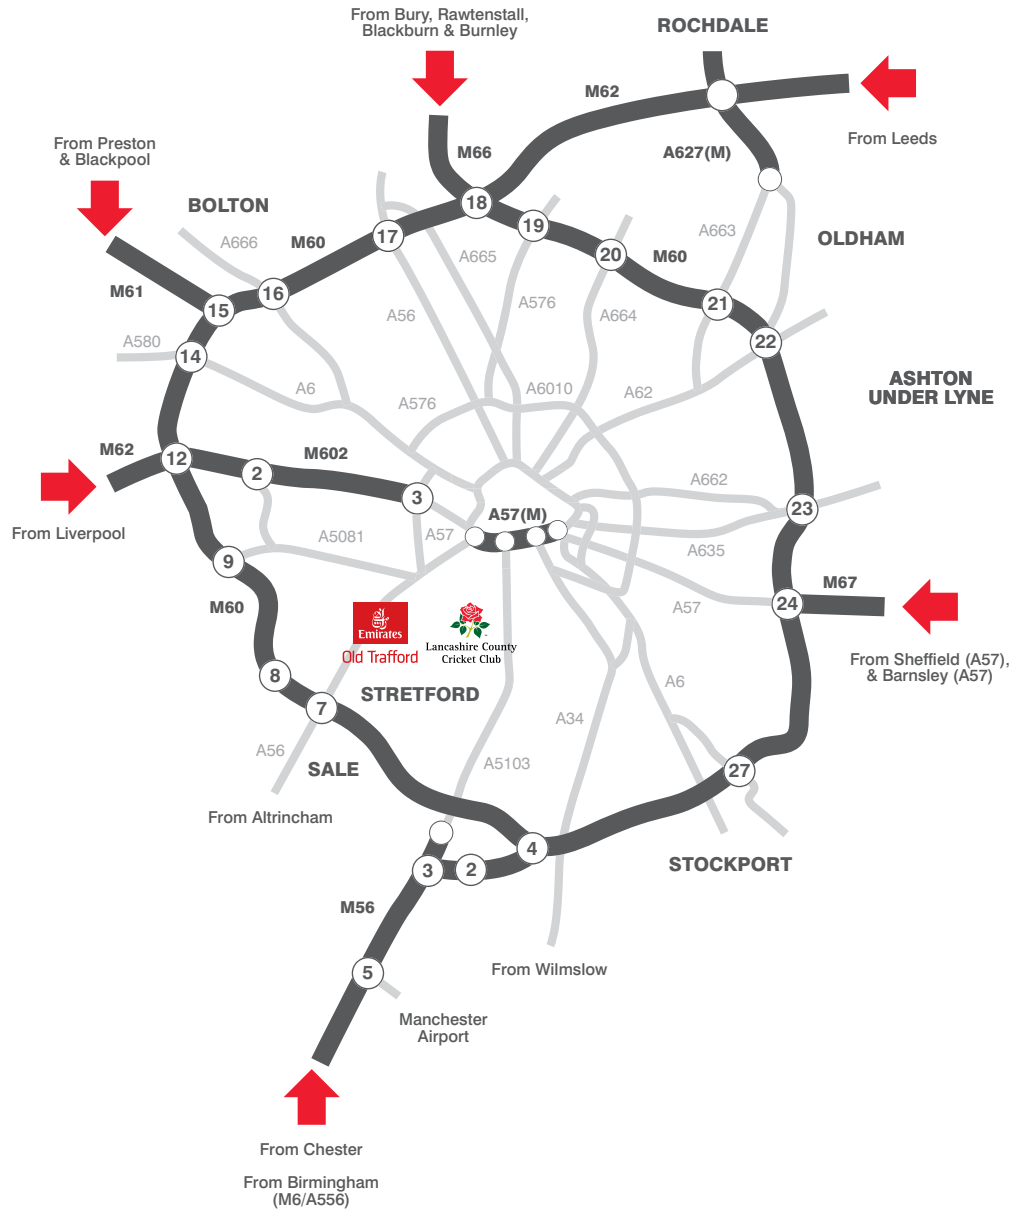 From Bury, Rawtenstall,
Blackburn & Burnley
ROCHDALE
M62
From Leeds
From Preston
& Blackpool
M66
A627(M)
BOLTON
18
A666
M60
17
19
A663
OLDHAM
A665
20
M60
M61
16
15
A576
21
A56
A664
22
A580
14
A6
A576
A6010
A62
ASHTON
UNDER LYNE
M62
12
M602
2
3
A662
23
From Liverpool
A57(M)
A5081
A57
A635
9
M60
M67
24
A57
Emirates
Old Trafford
Lancashire County
Cricket Club
From Sheffield (A57),
& Barnsley (A57)
8
STRETFORD
A6
7
A34
A56
SALE
A5103
27
From Altrincham
4
STOCKPORT
3
2
M56
5
From Wilmslow
Manchester
Airport
From Chester
From Birmingham
(M6/A556)